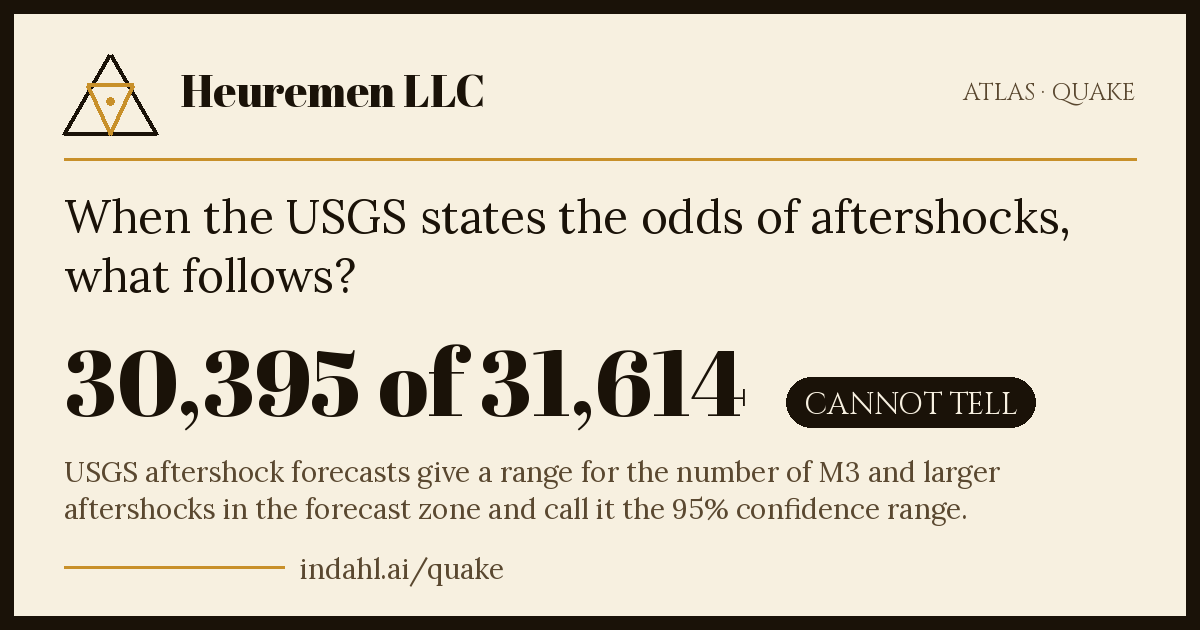 Heuremen LLC
ATLAS · QUAKE
When the USGS states the odds of aftershocks,
what follows?
30,395 of 31,614
CANNOT TELL
USGS aftershock forecasts give a range for the number of M3 and larger
aftershocks in the forecast zone and call it the 95% confidence range.
indahl.ai/quake